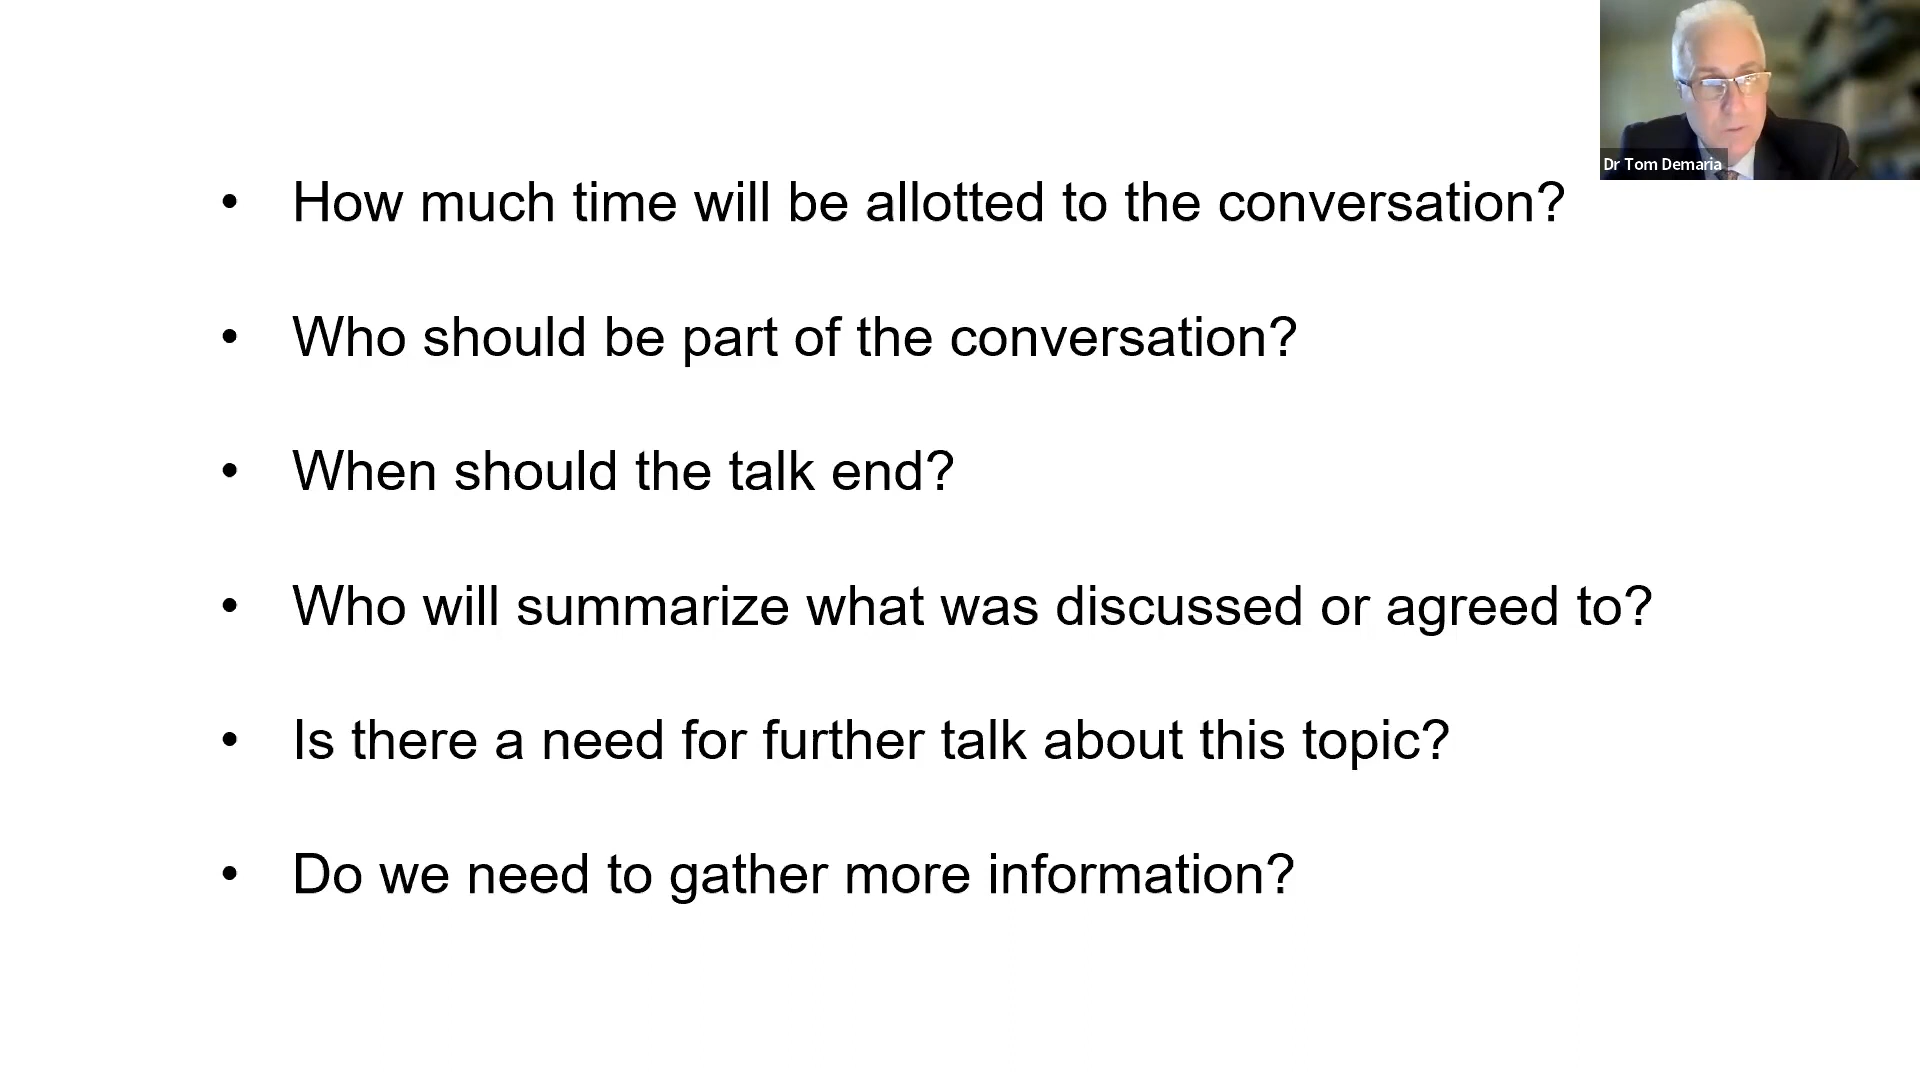 Dr Tom Demaria
• How much time will be allotted to the conversation?
• Who should be part of the conversation?
• When should the talk end?
• Who will summarize what was discussed or agreed to?
• Is there a need for further talk about this topic?
• Do we need to gather more information?